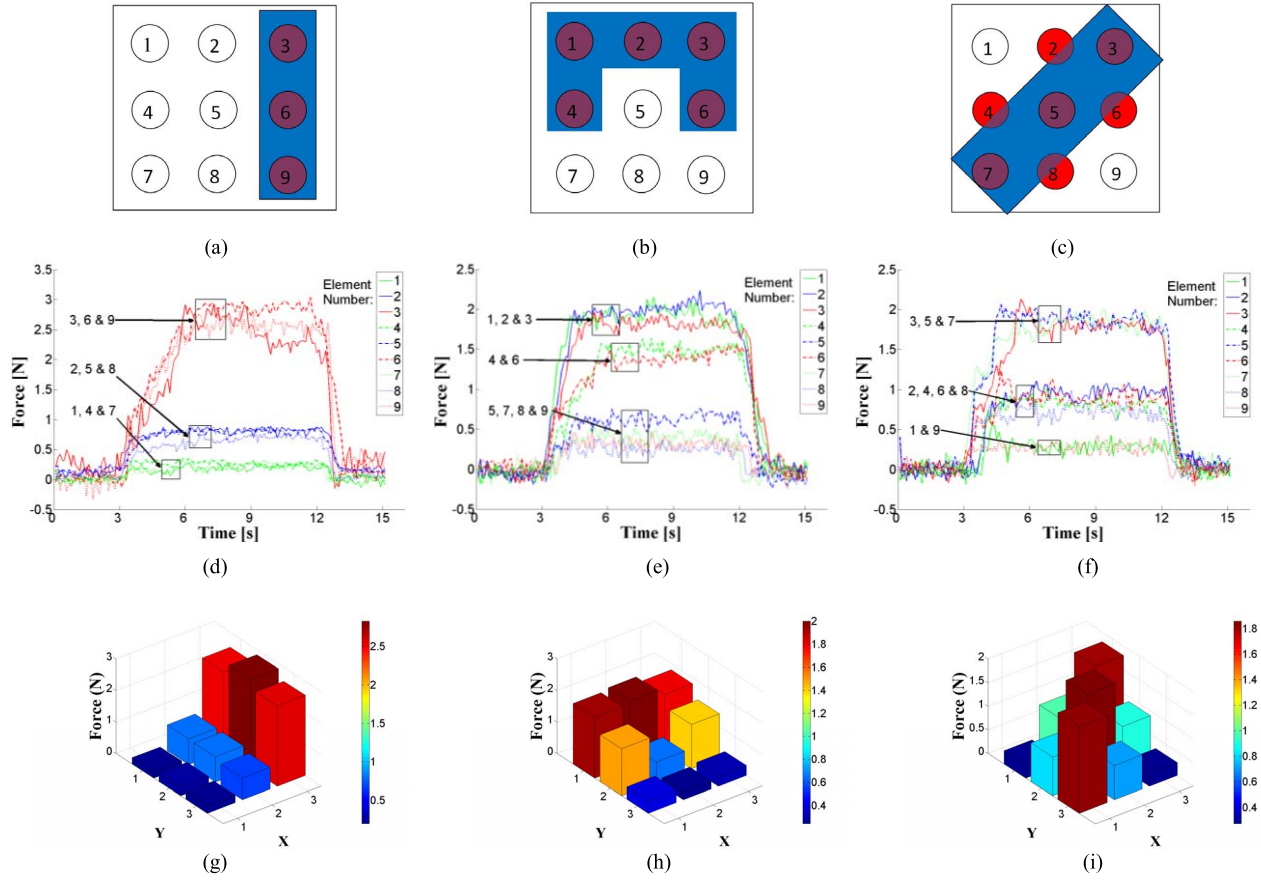 1 2 3
4 5 6
7 8 9
(a)
1 2 3
4 5 6
7 8 9
(b)
1 2 3
4 5 6
7 8 9
(c)
3.5
3
2.5
2
1.5
1
0.5
0
-0.5
0 3 6 9 12 15
Force [N]
Time [s]
3, 6 & 9
2, 5 & 8
1, 4 & 7
Element
Number:
1
2
3
4
5
6
7
8
9
(d)
2.5
2
1.5
1
0.5
0
-0.5
0 3 6 9 12 15
Force [N]
Time [s]
1, 2 & 3
4 & 6
5, 7, 8 & 9
Element
Number:
1
2
3
4
5
6
7
8
9
(e)
2.5
2
1.5
1
0.5
0
-0.5
0 3 6 9 12 15
Force [N]
Time [s]
3, 5 & 7
2, 4, 6 & 8
1 & 9
Element
Number:
1
2
3
4
5
6
7
8
9
(f)
3
2
1
0
Force (N)
1 2 3
Y
1 2 3
X
2.5
2
1.5
1
0.5
(g)
3
2
1
0
Force (N)
1 2 3
Y
1 2 3
X
2
1.8
1.6
1.4
1.2
1
0.8
0.6
0.4
(h)
2
1.5
1
0.5
0
Force (N)
1 2 3
Y
1 2 3
X
1.8
1.6
1.4
1.2
1
0.8
0.6
0.4
(i)